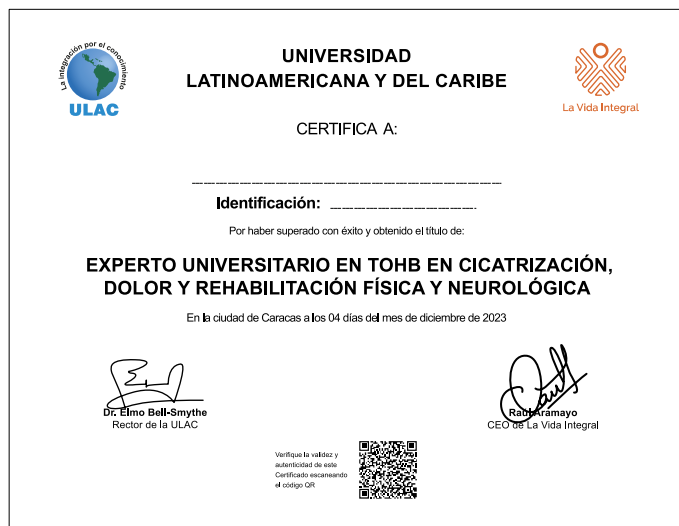 La integración por el conocimiento
ULAC
UNIVERSIDAD
LATINOAMERICANA Y DEL CARIBE
La Vida Integral
CERTIFICA A:
Identificación:
Por haber superado con éxito y obtenido el título de:
EXPERTO UNIVERSITARIO EN TOHB EN CICATRIZACIÓN,
DOLOR Y REHABILITACIÓN FÍSICA Y NEUROLÓGICA
En la ciudad de Caracas a los 04 días del mes de diciembre de 2023
Dr. Elmo Bell-Smythe
Rector de la ULAC
Raúl Aramayo
CEO de La Vida Integral
Verifique la validez y
autenticidad de este
Certificado escaneando
el código QR